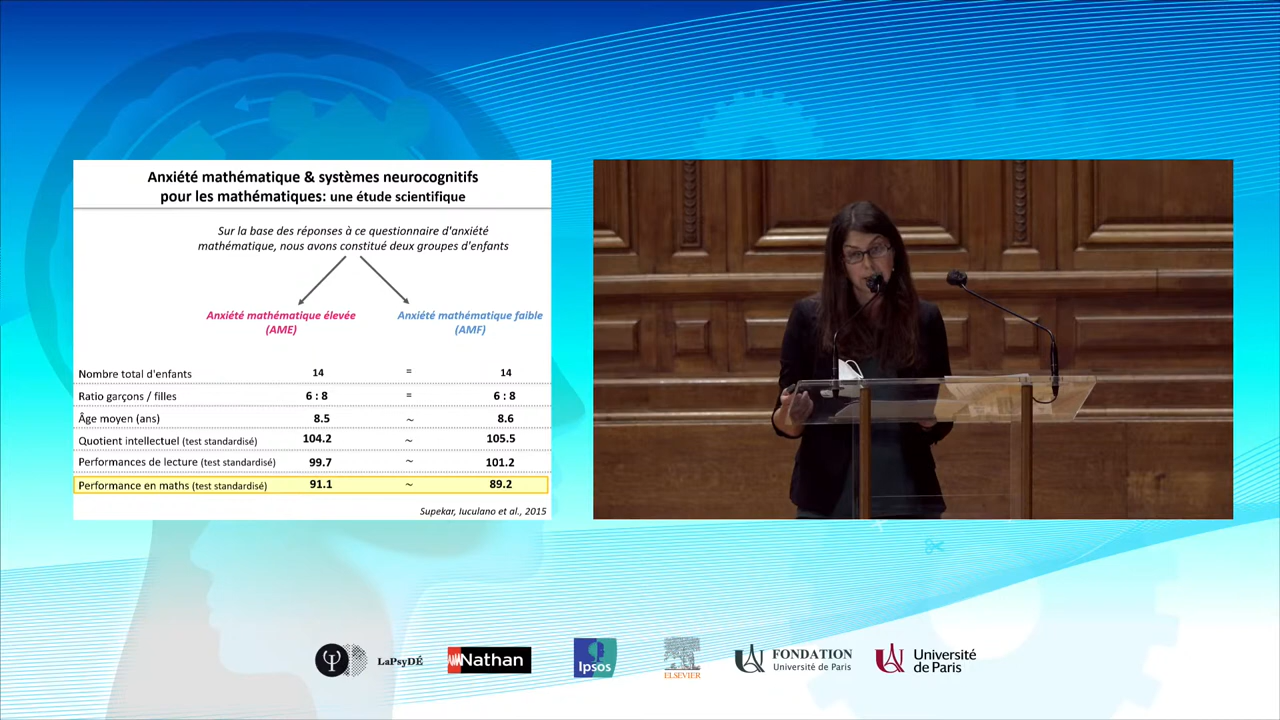 Anxiété mathématique & systèmes neurocognitifs
pour les mathématiques: une étude scientifique
Sur la base des réponses à ce questionnaire d'anxiété
mathématique, nous avons constitué deux groupes d'enfants
Anxiété mathématique élevée
(AME)
Anxiété mathématique faible
(AMF)
Nombre total d'enfants 14 = 14
Ratio garçons / filles 6 : 8 = 6 : 8
Âge moyen (ans) 8.5 ~ 8.6
Quotient intellectuel (test standardisé) 104.2 ~ 105.5
Performances de lecture (test standardisé) 99.7 ~ 101.2
Performance en maths (test standardisé) 91.1 ~ 89.2
Supekar, Iuculano et al., 2015
LaPsyDÉ
Nathan
Ipsos
ELSEVIER
FONDATION
Université de Paris
Université
de Paris